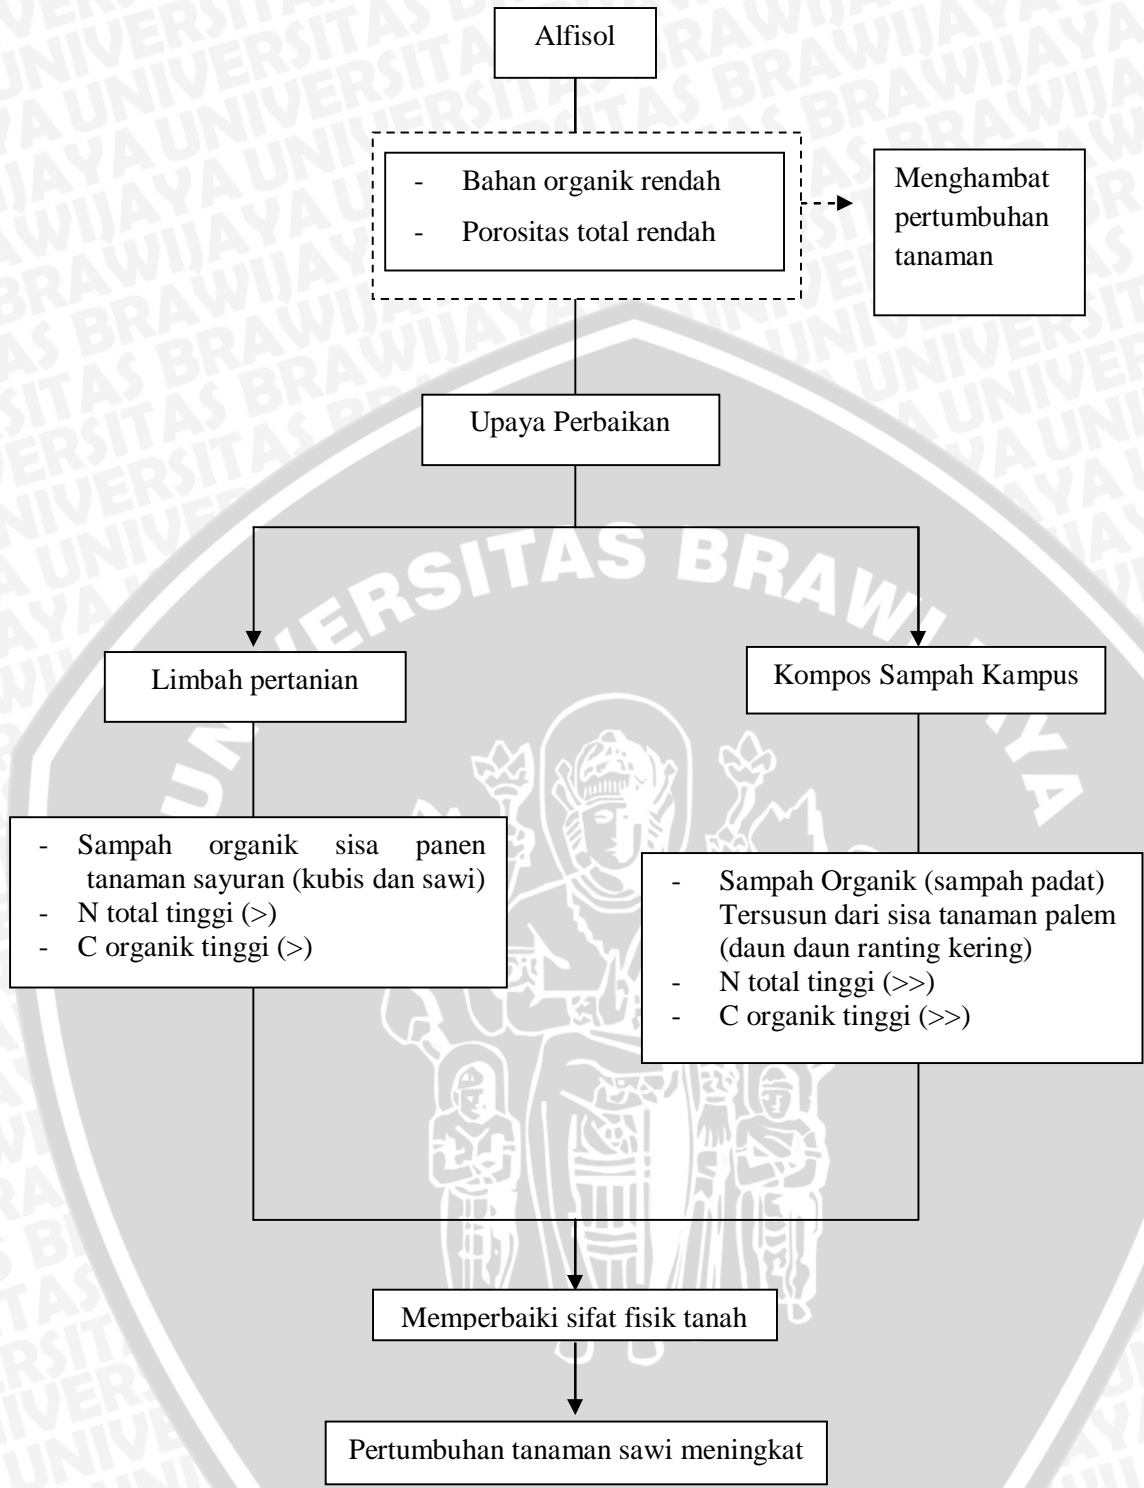 Alfisol
- Bahan organik rendah
- Porositas total rendah
Menghambat
pertumbuhan
tanaman
Upaya Perbaikan
Limbah pertanian
Kompos Sampah Kampus
- Sampah organik sisa panen
tanaman sayuran (kubis dan sawi)
- N total tinggi (>)
- C organik tinggi (>)
- Sampah Organik (sampah padat)
Tersusun dari sisa tanaman palem
(daun daun ranting kering)
- N total tinggi (>>)
- C organik tinggi (>>)
Memperbaiki sifat fisik tanah
Pertumbuhan tanaman sawi meningkat
UNIVERSITAS BRAWIJAYA